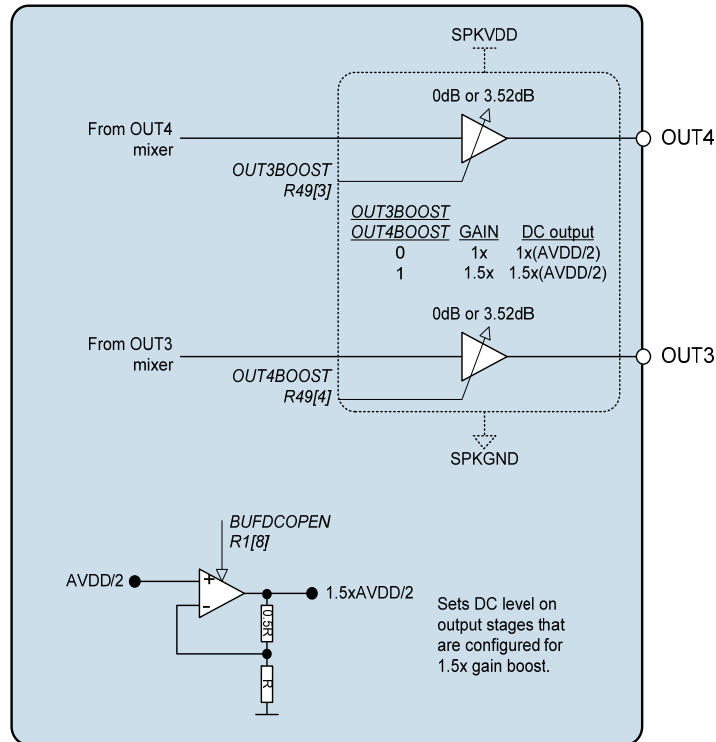 SPKVDD
0dB or 3.52dB
From OUT4
mixer
OUT4
OUT3BOOST
R49[3]
OUT3BOOST
OUT4BOOST GAIN DC output
0 1x 1x(AVDD/2)
1 1.5x 1.5x(AVDD/2)
0dB or 3.52dB
From OUT3
mixer
OUT3
OUT4BOOST
R49[4]
SPKGND
BUFDCOPEN
R1[8]
AVDD/2
+
-
1.5xAVDD/2
0.5R
R
Sets DC level on
output stages that
are configured for
1.5x gain boost.